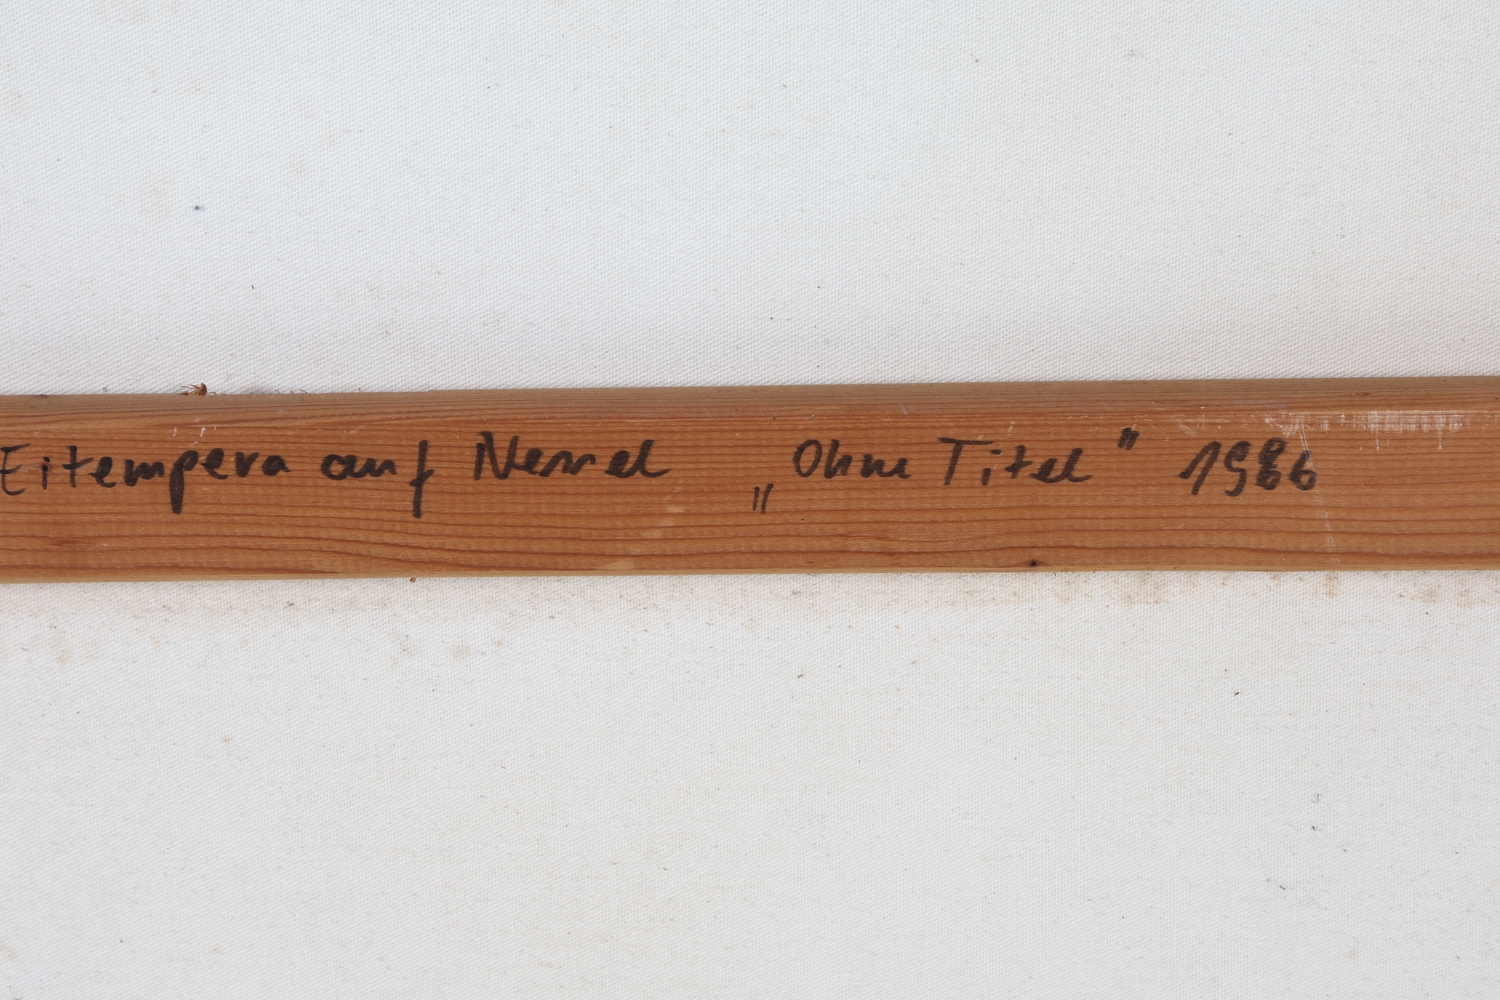 Eitempera auf Nessel „Ohne Titel" 1986